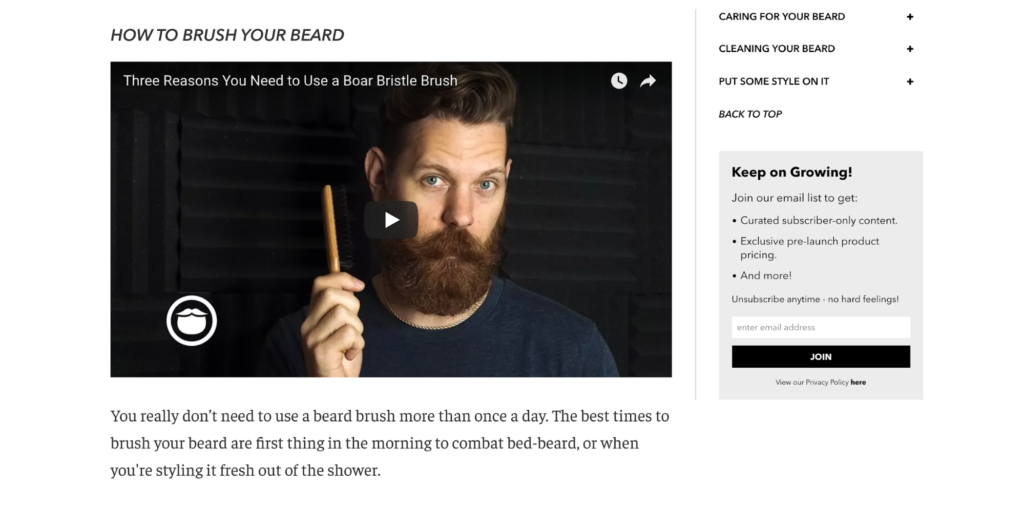 HOW TO BRUSH YOUR BEARD
Three Reasons You Need to Use a Boar Bristle Brush
You really don’t need to use a beard brush more than once a day. The best times to
brush your beard are first thing in the morning to combat bed-beard, or when
you're styling it fresh out of the shower.
CARING FOR YOUR BEARD +
CLEANING YOUR BEARD +
PUT SOME STYLE ON IT +
BACK TO TOP
Keep on Growing!
Join our email list to get:
• Curated subscriber-only content.
• Exclusive pre-launch product
pricing.
• And more!
Unsubscribe anytime - no hard feelings!
enter email address
JOIN
View our Privacy Policy here